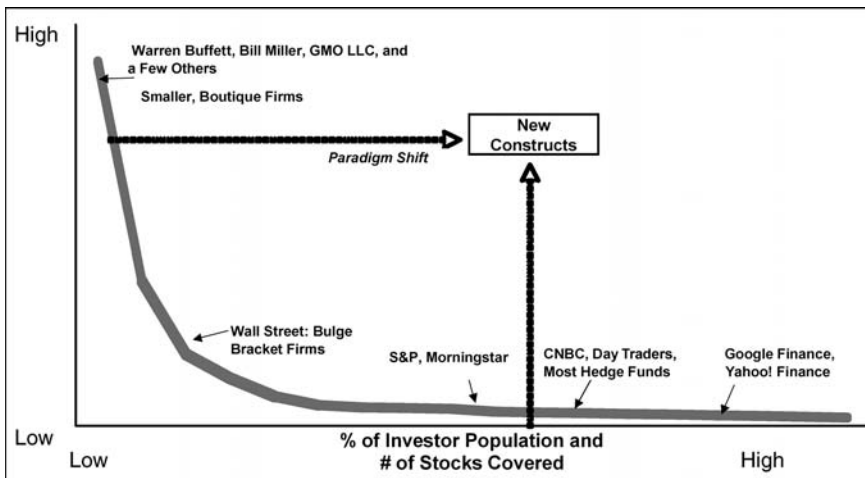 High
Warren Buffett, Bill Miller, GMO LLC, and
a Few Others
Smaller, Boutique Firms
New
Constructs
Paradigm Shift
Wall Street: Bulge
Bracket Firms
S&P, Morningstar
CNBC, Day Traders,
Most Hedge Funds
Google Finance,
Yahoo! Finance
Low
% of Investor Population and
# of Stocks Covered
Low
High